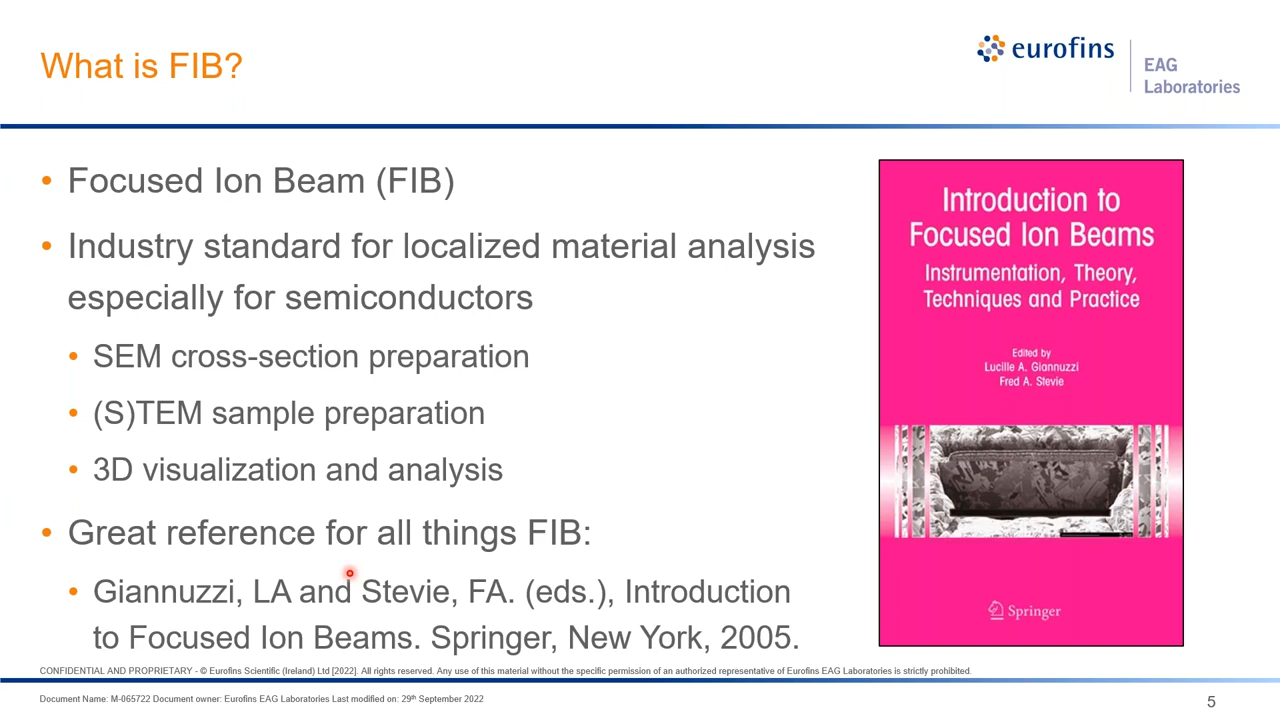 What is FIB?
eurofins
EAG
Laboratories
• Focused Ion Beam (FIB)
• Industry standard for localized material analysis
especially for semiconductors
• SEM cross-section preparation
• (S)TEM sample preparation
• 3D visualization and analysis
• Great reference for all things FIB:
• Giannuzzi, LA and Stevie, FA. (eds.), Introduction
to Focused Ion Beams. Springer, New York, 2005.
Introduction to
Focused Ion Beams
Instrumentation, Theory,
Techniques and Practice
Edited by
Lucille A. Giannuzzi
Fred A. Stevie
Springer
CONFIDENTIAL AND PROPRIETARY - © Eurofins Scientific (Ireland) Ltd [2022]. All rights reserved. Any use of this material without the specific permission of an authorized representative of Eurofins EAG Laboratories is strictly prohibited.
Document Name: M-065722 Document owner: Eurofins EAG Laboratories Last modified on: 29th September 2022
5